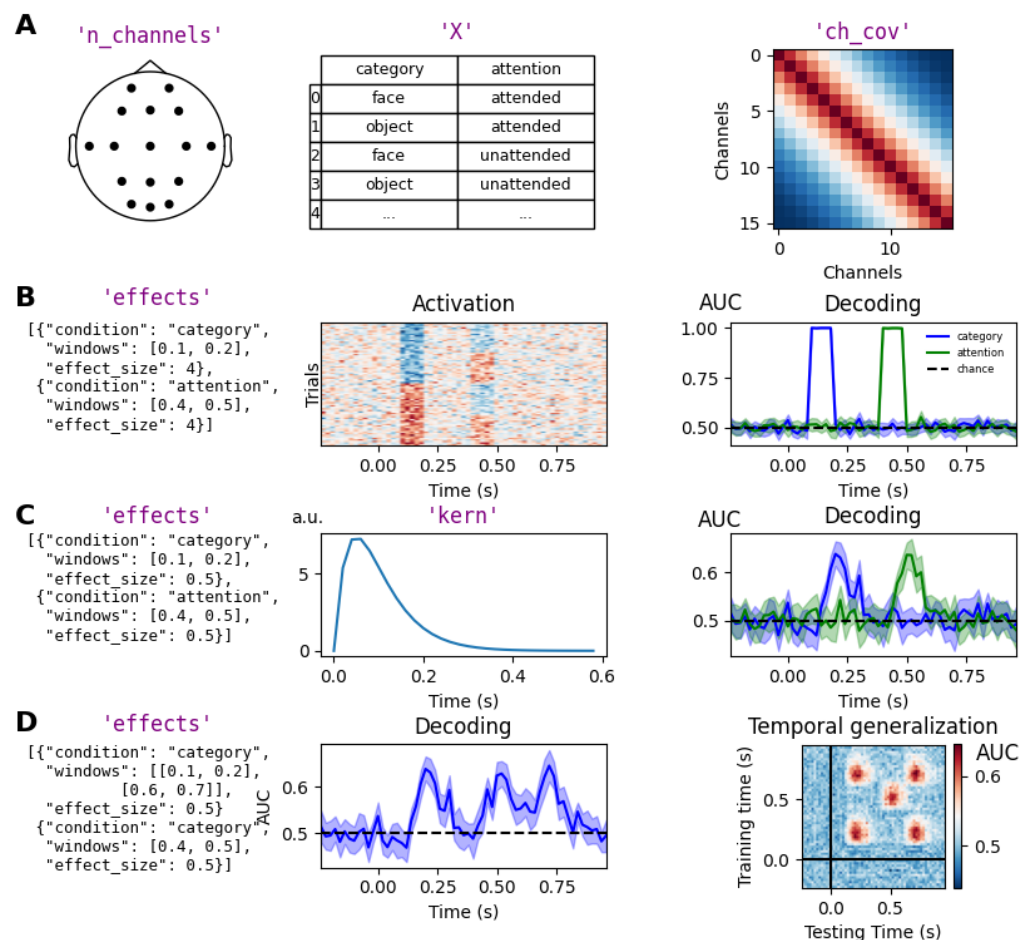 A
'n_channels'
'X'
category attention
0 face attended
1 object attended
2 face unattended
3 object unattended
4 ... ...
'ch_cov'
0
5
10
15
Channels
0 10
Channels
B
'effects'
[{"condition": "category",
"windows": [0.1, 0.2],
"effect_size": 4},
{"condition": "attention",
"windows": [0.4, 0.5],
"effect_size": 4}]
Activation
Trials
0.00 0.25 0.50 0.75
Time (s)
AUC
Decoding
1.00
0.75
0.50
category
attention
chance
0.00 0.25 0.50 0.75
Time (s)
C
'effects'
[{"condition": "category",
"windows": [0.1, 0.2],
"effect_size": 0.5},
{"condition": "attention",
"windows": [0.4, 0.5],
"effect_size": 0.5}]
a.u.
'kern'
5
0
0.0 0.2 0.4 0.6
Time (s)
AUC
Decoding
0.6
0.5
0.00 0.25 0.50 0.75
Time (s)
D
'effects'
[{"condition": "category",
"windows": [[0.1, 0.2],
[0.6, 0.7]],
"effect_size": 0.5}
{"condition": "category",
"windows": [0.4, 0.5],
"effect_size": 0.5}]
Decoding
AUC
0.6
0.5
0.00 0.25 0.50 0.75
Time (s)
Temporal generalization
Training time (s)
0.5
0.0
0.0 0.5
Testing Time (s)
AUC
0.6
0.5